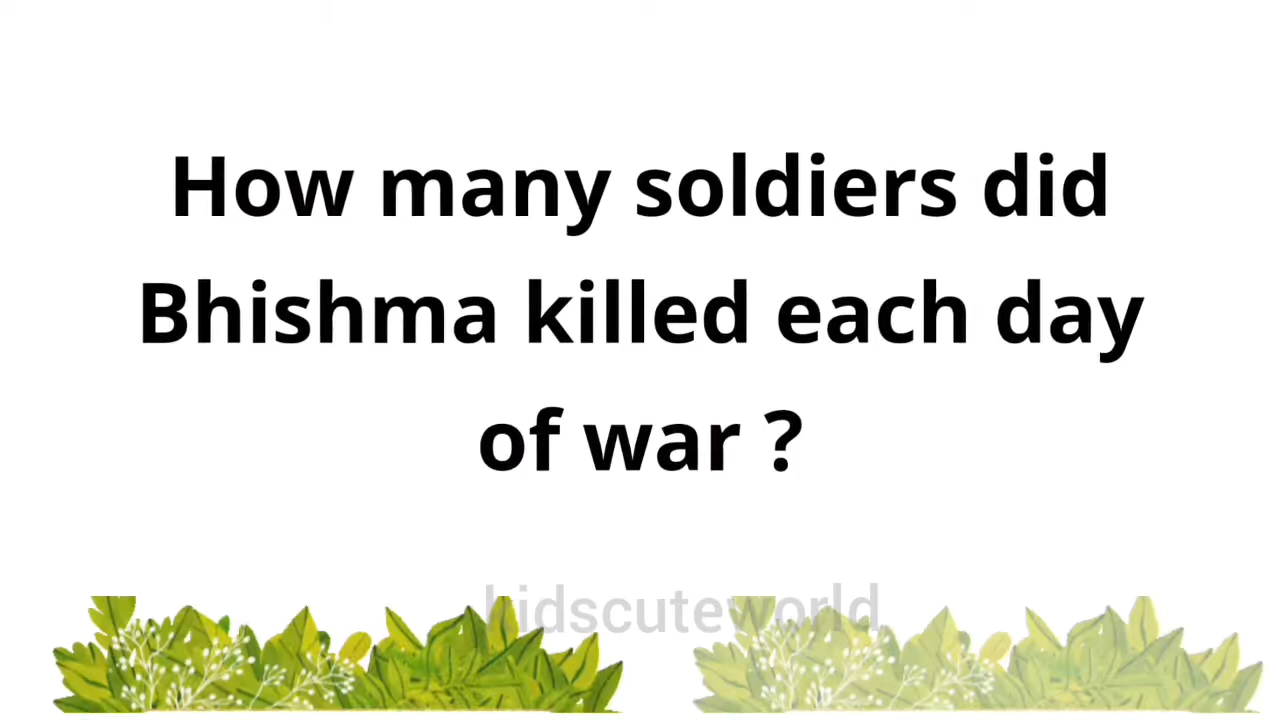 How many soldiers did
Bhishma killed each day
of war ?
kidscuteworld